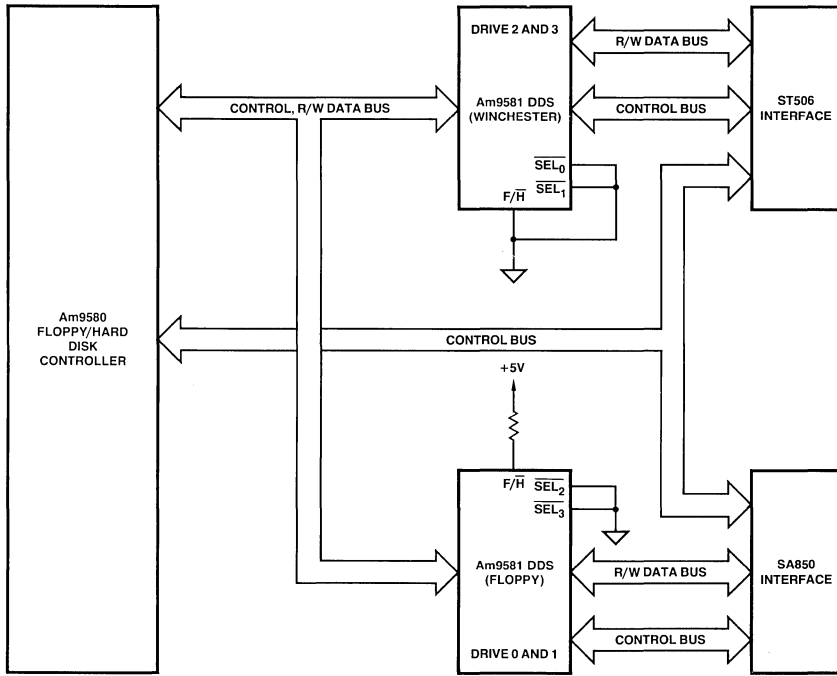 Am9580
FLOPPY/HARD
DISK
CONTROLLER
CONTROL, R/W DATA BUS
DRIVE 2 AND 3
Am9581 DDS
(WINCHESTER)
SEL0
SEL1
F/H
R/W DATA BUS
CONTROL BUS
ST506
INTERFACE
CONTROL BUS
+5V
F/H
SEL2
SEL3
Am9581 DDS
(FLOPPY)
DRIVE 0 AND 1
R/W DATA BUS
CONTROL BUS
SA850
INTERFACE